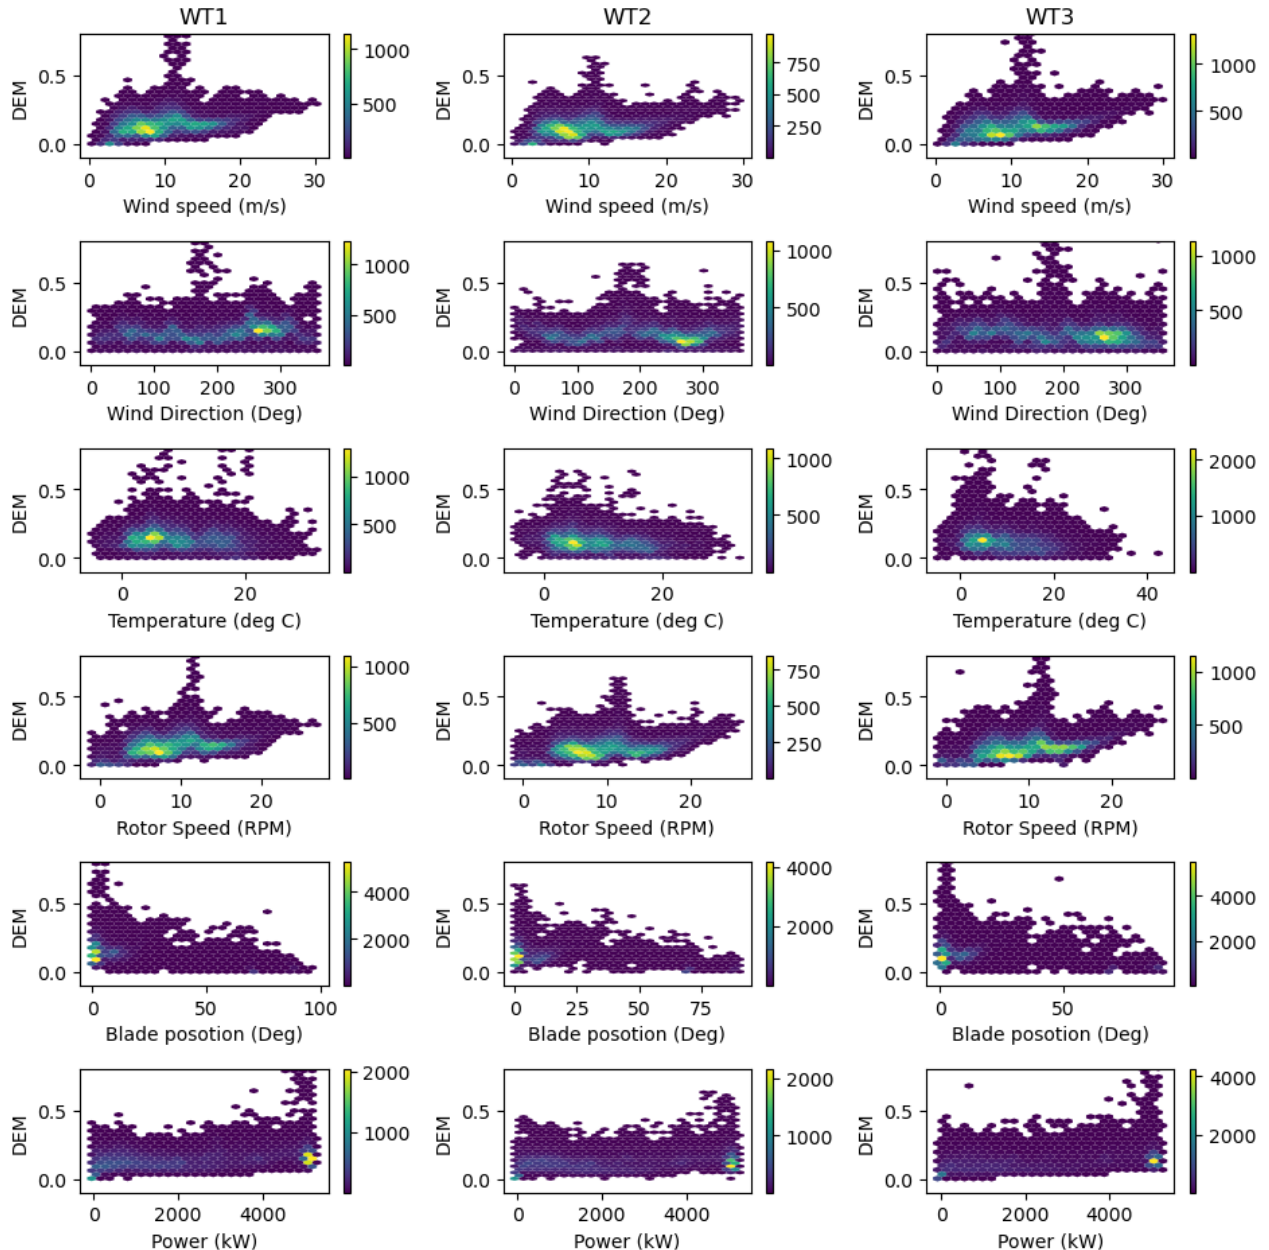 WT1 WT2 WT3
DEM 0.5 0.0 1000 500 DEM 0.5 0.0 750 500 250 DEM 0.5 0.0 1000 500
0 10 20 30 0 10 20 30 0 10 20 30
Wind speed (m/s) Wind speed (m/s) Wind speed (m/s)
DEM 0.5 0.0 1000 500 DEM 0.5 0.0 1000 500 DEM 0.5 0.0 1000 500
0 100 200 300 0 100 200 300 0 100 200 300
Wind Direction (Deg) Wind Direction (Deg) Wind Direction (Deg)
DEM 0.5 0.0 1000 500 DEM 0.5 0.0 1000 500 DEM 0.5 0.0 2000 1000
0 20 0 20 0 20 40
Temperature (deg C) Temperature (deg C) Temperature (deg C)
DEM 0.5 0.0 1000 500 DEM 0.5 0.0 750 500 250 DEM 0.5 0.0 1000 500
0 10 20 0 10 20 0 10 20
Rotor Speed (RPM) Rotor Speed (RPM) Rotor Speed (RPM)
DEM 0.5 0.0 4000 2000 DEM 0.5 0.0 4000 2000 DEM 0.5 0.0 4000 2000
0 50 100 0 25 50 75 0 50
Blade posotion (Deg) Blade posotion (Deg) Blade posotion (Deg)
DEM 0.5 0.0 2000 1000 DEM 0.5 0.0 2000 1000 DEM 0.5 0.0 4000 2000
0 2000 4000 0 2000 4000 0 2000 4000
Power (kW) Power (kW) Power (kW)